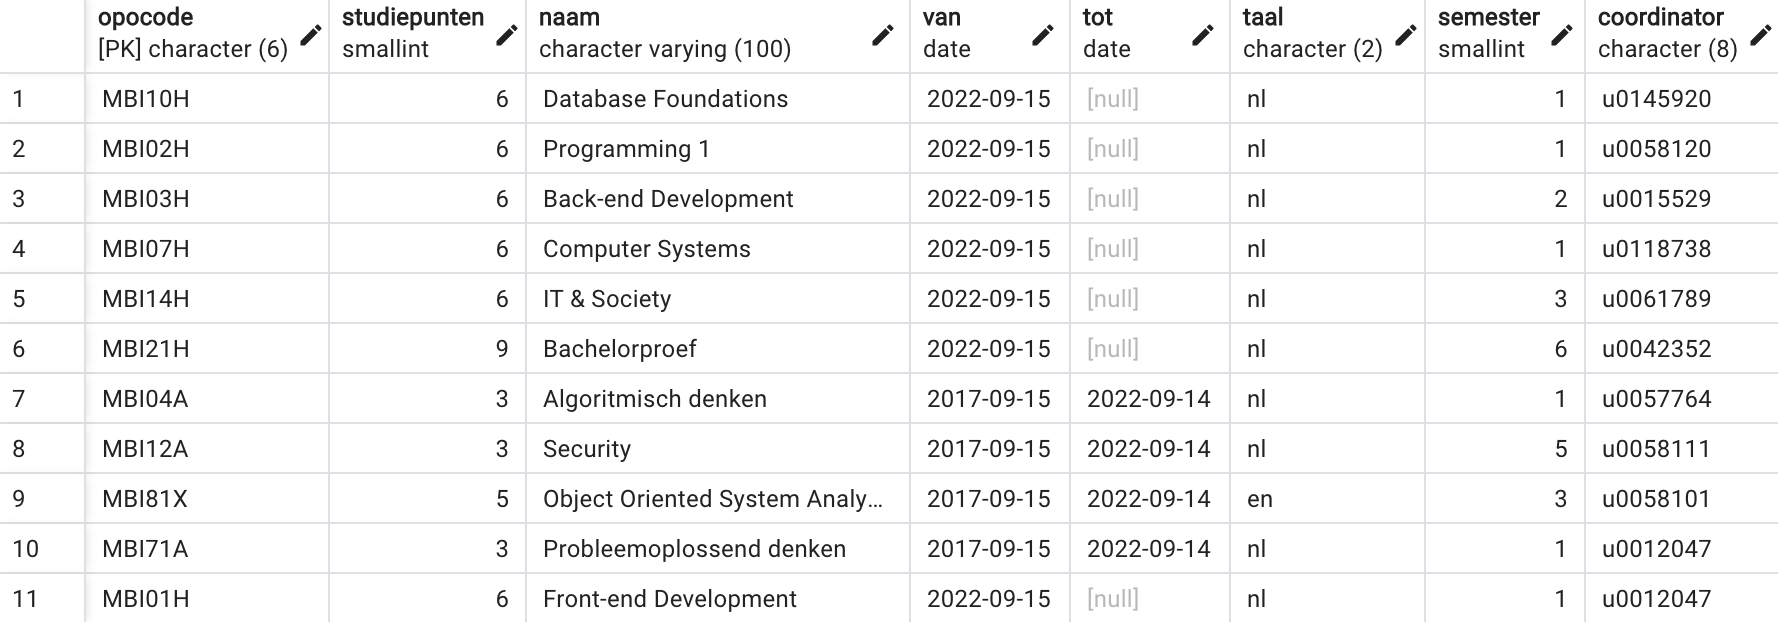 opocode studiepunten naam van tot taal semester coordinator
[PK] character (6) smallint character varying (100) date date character (2) smallint character (8)
1 MBI10H 6 Database Foundations 2022-09-15 [null] nl 1 u0145920
2 MBI02H 6 Programming 1 2022-09-15 [null] nl 1 u0058120
3 MBI03H 6 Back-end Development 2022-09-15 [null] nl 2 u0015529
4 MBI07H 6 Computer Systems 2022-09-15 [null] nl 1 u0118738
5 MBI14H 6 IT & Society 2022-09-15 [null] nl 3 u0061789
6 MBI21H 9 Bachelorproef 2022-09-15 [null] nl 6 u0042352
7 MBI04A 3 Algoritmisch denken 2017-09-15 2022-09-14 nl 1 u0057764
8 MBI12A 3 Security 2017-09-15 2022-09-14 nl 5 u0058111
9 MBI81X 5 Object Oriented System Analy... 2017-09-15 2022-09-14 en 3 u0058101
10 MBI71A 3 Probleemoplossend denken 2017-09-15 2022-09-14 nl 1 u0012047
11 MBI01H 6 Front-end Development 2022-09-15 [null] nl 1 u0012047